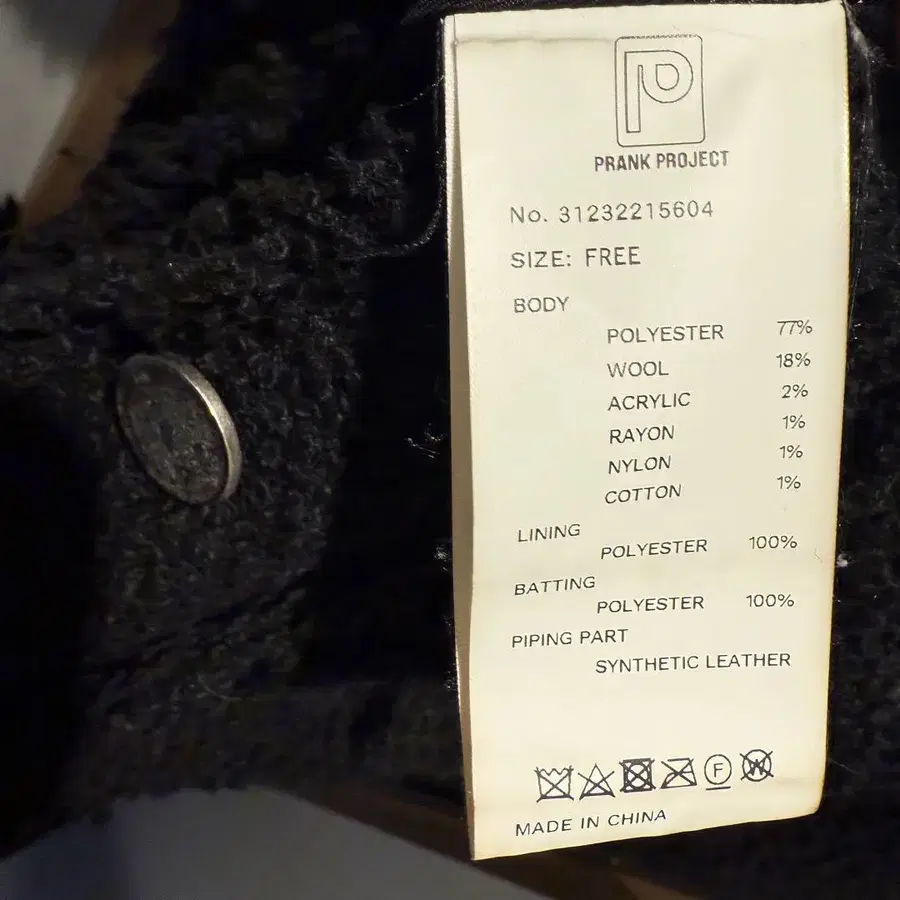 PRANK PROJECT
No. 31232215604
SIZE: FREE
BODY
POLYESTER 77%
WOOL 18%
ACRYLIC 2%
RAYON 1%
NYLON 1%
COTTON 1%
LINING
POLYESTER 100%
BATTING
POLYESTER 100%
PIPING PART
SYNTHETIC LEATHER
F W
MADE IN CHINA